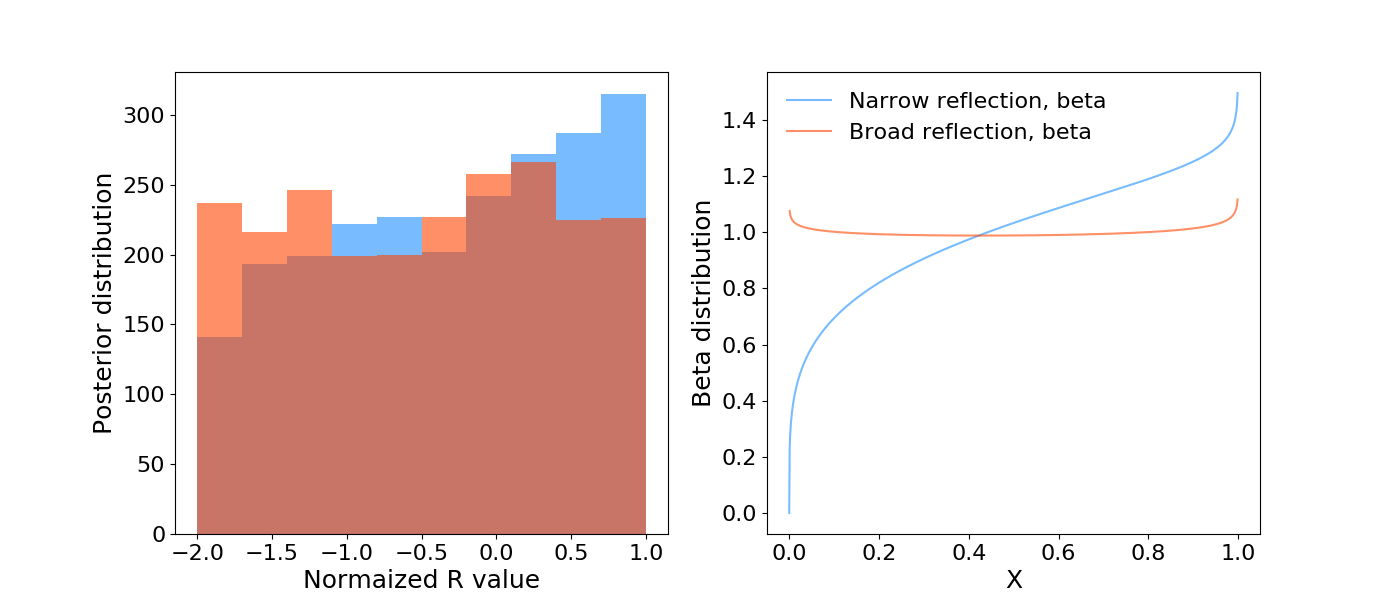 Posterior distribution
300
250
200
150
100
50
0
−2.0 −1.5 −1.0 −0.5 0.0 0.5 1.0
Normaized R value
Beta distribution
1.4
1.2
1.0
0.8
0.6
0.4
0.2
0.0
Narrow reflection, beta
Broad reflection, beta
0.0 0.2 0.4 0.6 0.8 1.0
X